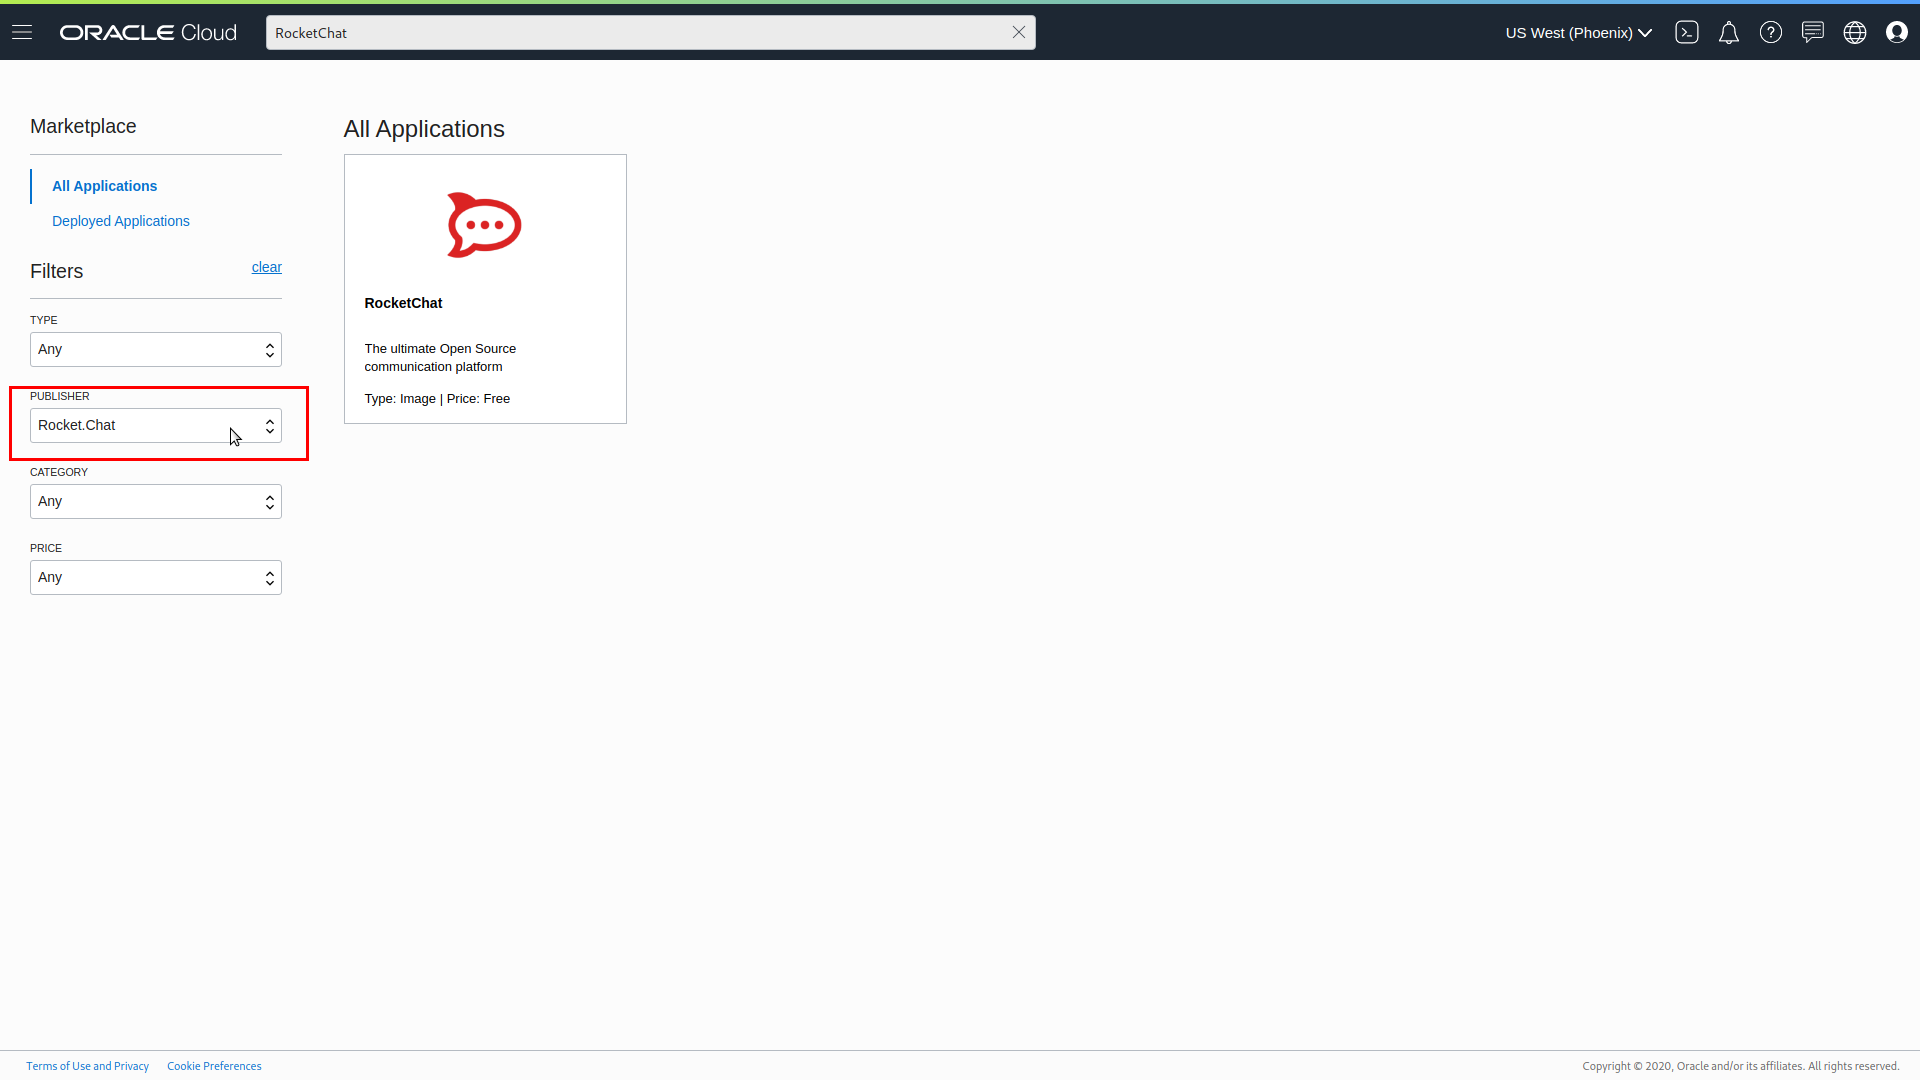 ORACLE Cloud
RocketChat
US West (Phoenix)
Marketplace
All Applications
Deployed Applications
Filters
clear
TYPE
Any
PUBLISHER
Rocket.Chat
CATEGORY
Any
PRICE
Any
All Applications
RocketChat
The ultimate Open Source
communication platform
Type: Image | Price: Free
Terms of Use and Privacy
Cookie Preferences
Copyright © 2020, Oracle and/or its affiliates. All rights reserved.